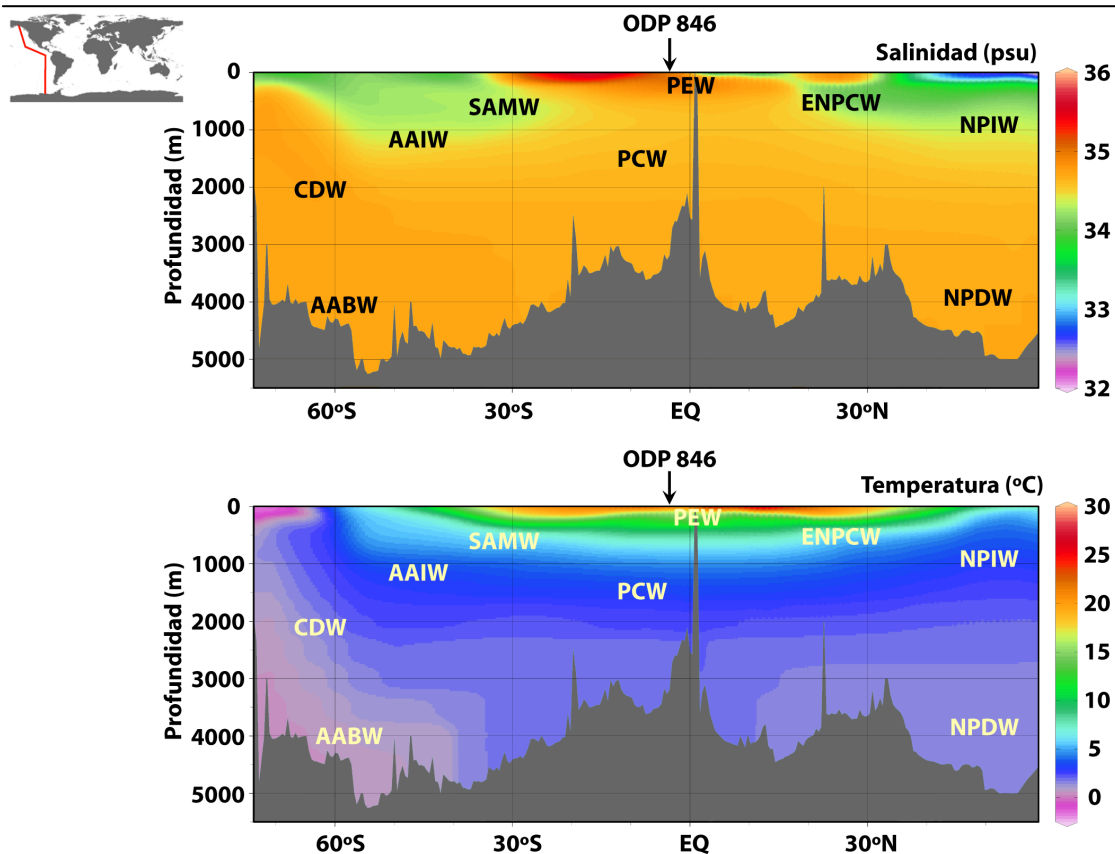 ODP 846
Salinidad (psu)
0
1000
2000
3000
4000
5000
Profundidad (m)
PEW
SAMW
ENPCW
NPIW
AAIW
PCW
CDW
AABW
NPDW
36
35
34
33
32
60ºS
30ºS
EQ
30ºN
ODP 846
Temperatura (ºC)
0
1000
2000
3000
4000
5000
Profundidad (m)
PEW
SAMW
ENPCW
NPIW
AAIW
PCW
CDW
AABW
NPDW
30
25
20
15
10
5
0
60ºS
30ºS
EQ
30ºN